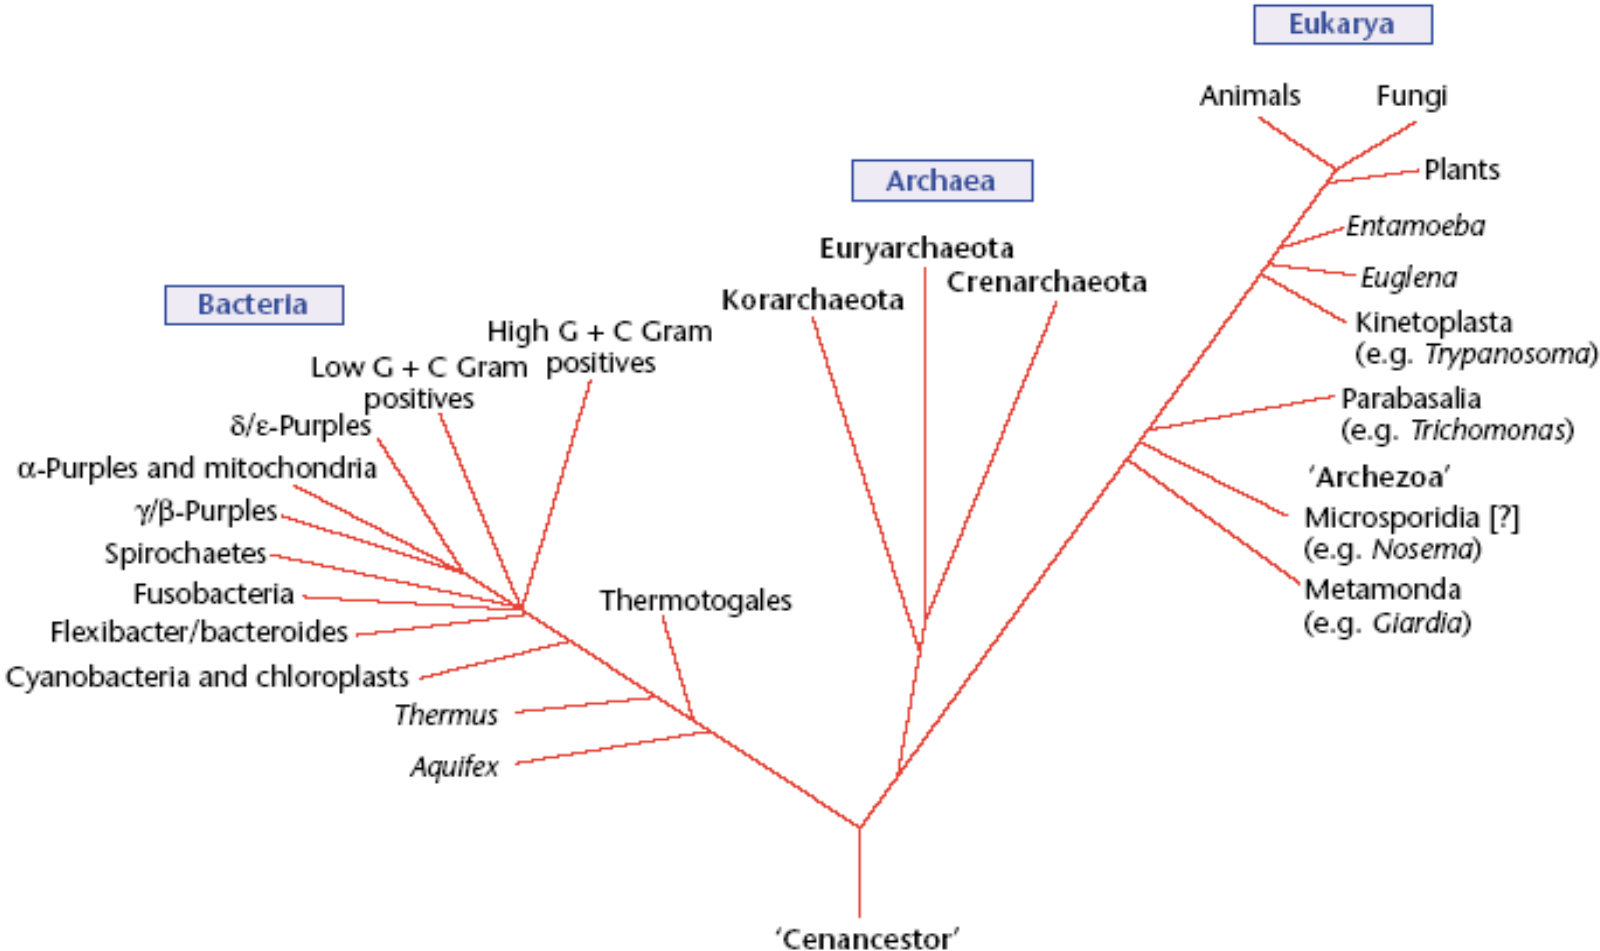 Eukarya
Animals
Fungi
Plants
Archaea
Entamoeba
Euryarchaeota
Euglena
Crenarchaeota
Korarchaeota
Bacteria
Kinetoplasta
(e.g. Trypanosoma)
High G + C Gram
positives
Low G + C Gram
positives
Parabasalia
(e.g. Trichomonas)
δ/ε-Purples
α-Purples and mitochondria
'Archezoa'
γ/β-Purples
Microsporidia [?]
(e.g. Nosema)
Spirochaetes
Fusobacteria
Thermotogales
Metamonda
(e.g. Giardia)
Flexibacter/bacteroides
Cyanobacteria and chloroplasts
Thermus
Aquifex
'Cenancestor'